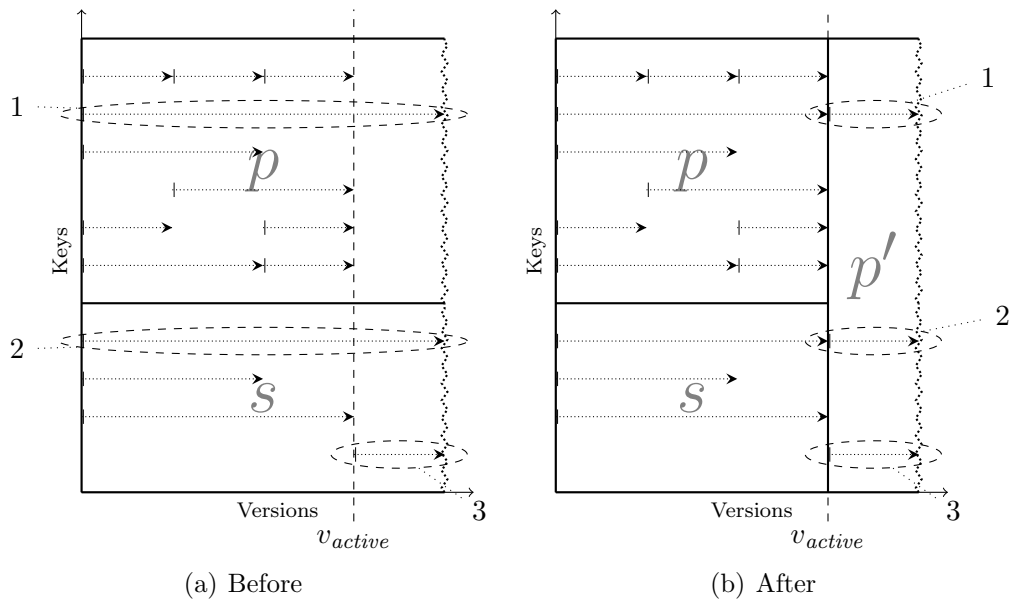 1
p
Keys
2
s
3
Versions
v_active
(a) Before
1
p
Keys
p′
2
s
3
Versions
v_active
(b) After